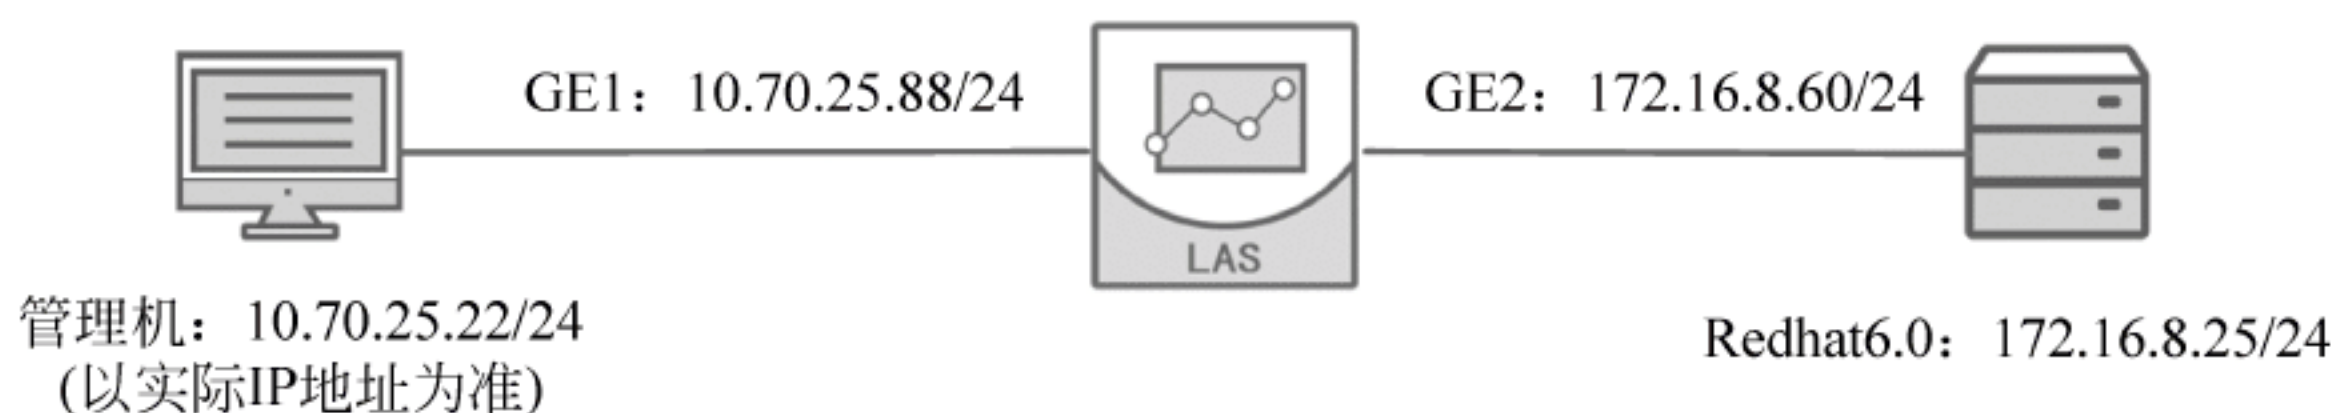 GE1：10.70.25.88/24
GE2：172.16.8.60/24
LAS
管理机：10.70.25.22/24
(以实际IP地址为准)
Redhat6.0：172.16.8.25/24